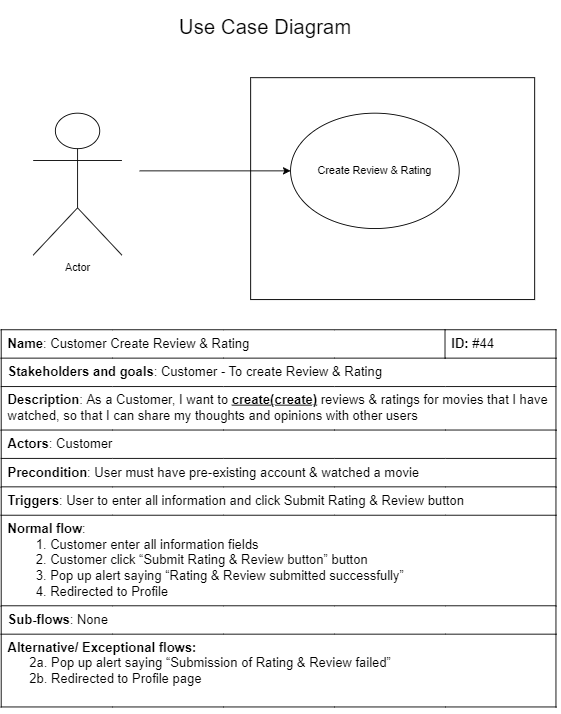 Use Case Diagram
Create Review & Rating
Actor
Name: Customer Create Review & Rating
ID: #44
Stakeholders and goals: Customer - To create Review & Rating
Description: As a Customer, I want to create(create) reviews & ratings for movies that I have
watched, so that I can share my thoughts and opinions with other users
Actors: Customer
Precondition: User must have pre-existing account & watched a movie
Triggers: User to enter all information and click Submit Rating & Review button
Normal flow:
1. Customer enter all information fields
2. Customer click “Submit Rating & Review button” button
3. Pop up alert saying “Rating & Review submitted successfully”
4. Redirected to Profile
Sub-flows: None
Alternative/ Exceptional flows:
2a. Pop up alert saying “Submission of Rating & Review failed”
2b. Redirected to Profile page